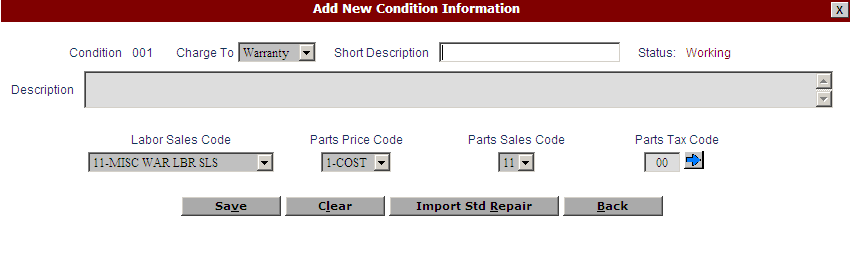 Add New Condition Information X
Condition 001 Charge To Warranty Short Description Status: Working
Description
Labor Sales Code Parts Price Code Parts Sales Code Parts Tax Code
11-MISC WAR LBR SLS 1-COST 11 00
Save Clear Import Std Repair Back